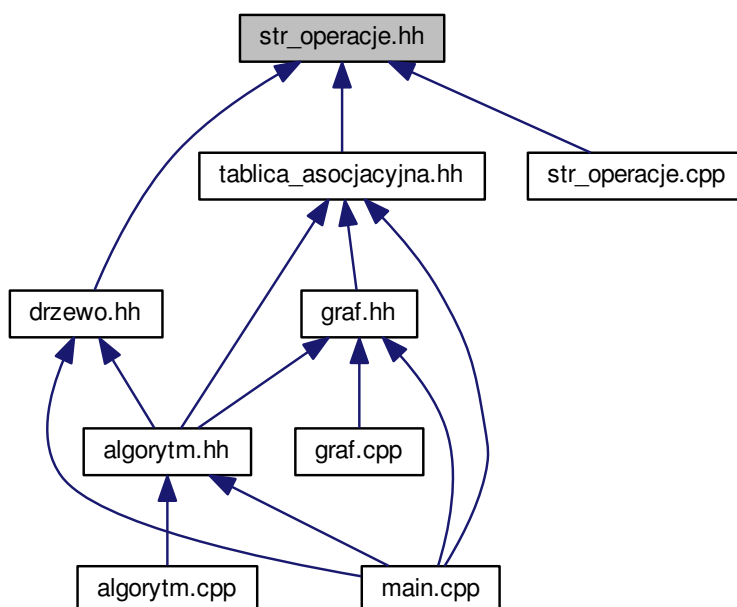 str_operacje.hh
tablica_asocjacyjna.hh
str_operacje.cpp
drzewo.hh
graf.hh
algorytm.hh
graf.cpp
algorytm.cpp
main.cpp